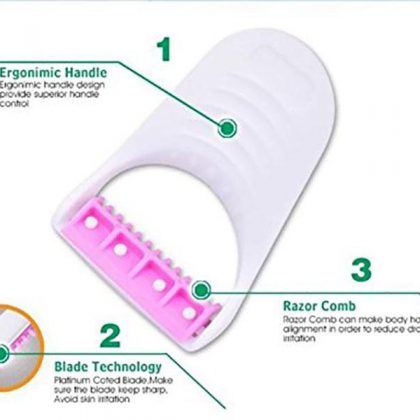 1
Ergonimic Handle
Ergonimic handle design
provide superior handle
control
3
Razor Comb
Razor Comb can make body ha
alignment in order to reduce dra
irritation
2
Blade Technology
Platinum Coted Blade,Make
sure the blade keep sharp,
Avoid skin irritation